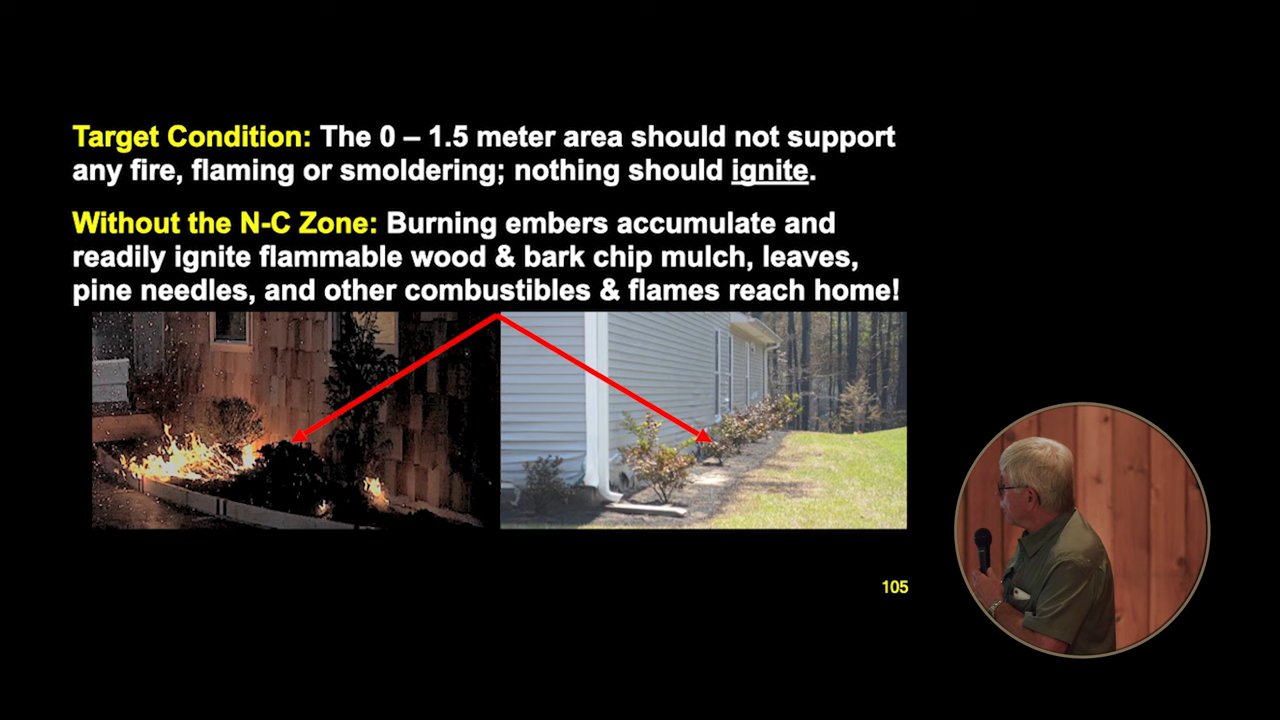 Target Condition: The 0 – 1.5 meter area should not support
any fire, flaming or smoldering; nothing should ignite.
Without the N-C Zone: Burning embers accumulate and
readily ignite flammable wood & bark chip mulch, leaves,
pine needles, and other combustibles & flames reach home!
105